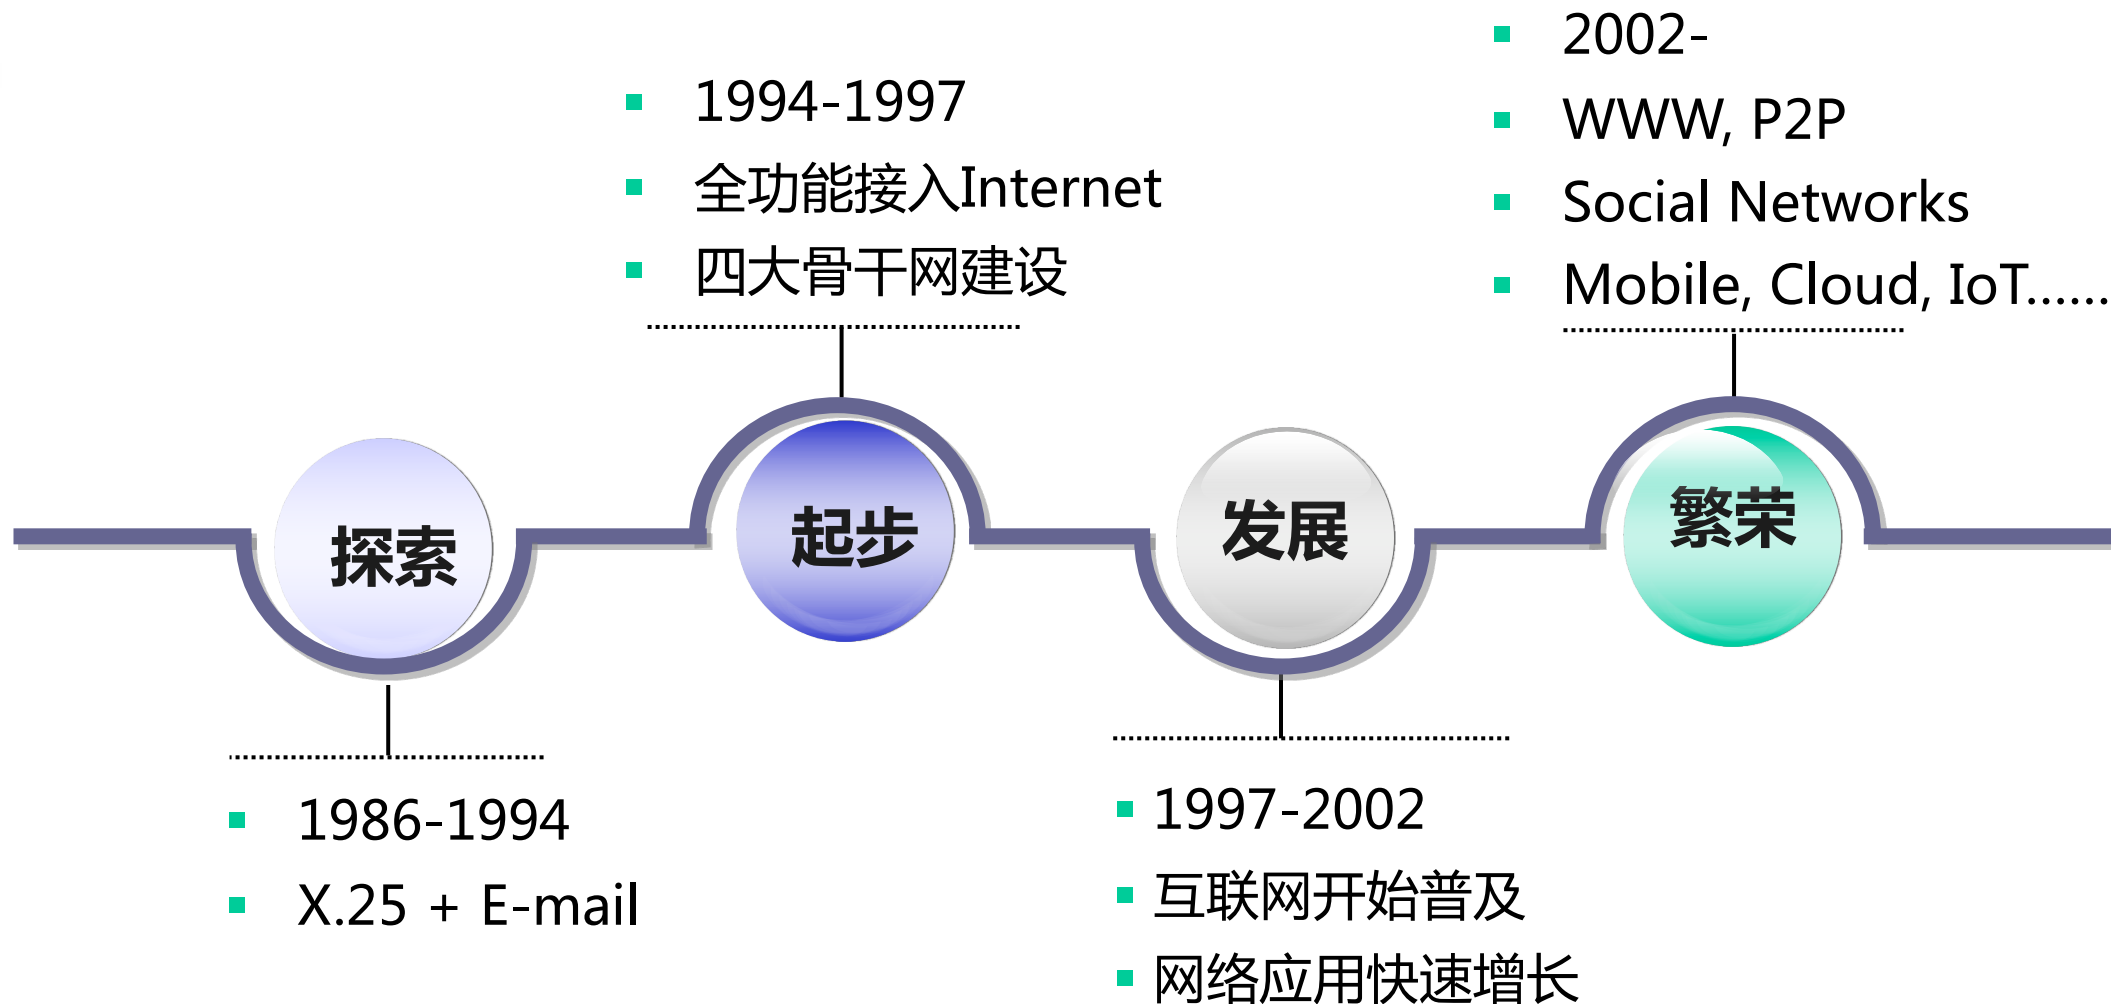 探索
1986-1994
X.25 + E-mail
起步
1994-1997
全功能接入Internet
四大骨干网建设
发展
1997-2002
互联网开始普及
网络应用快速增长
繁荣
2002-
WWW, P2P
Social Networks
Mobile, Cloud, IoT......